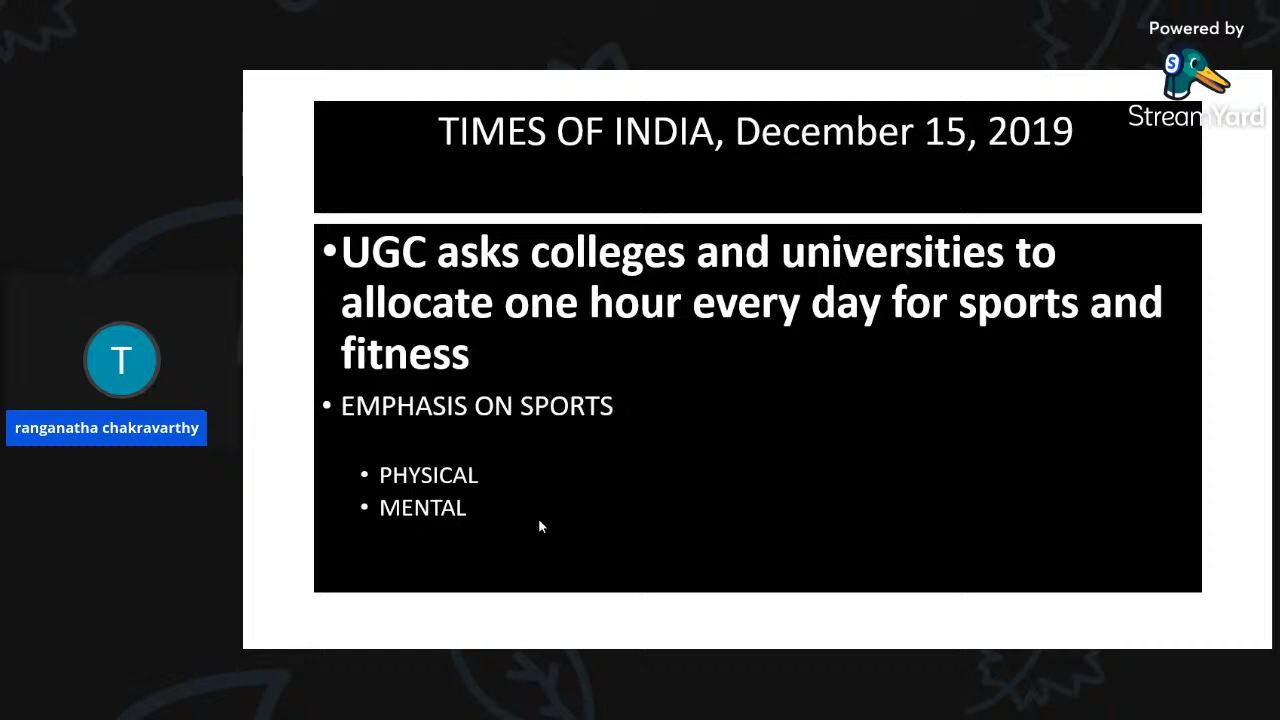 Powered by
S
StreamYard
TIMES OF INDIA, December 15, 2019
•UGC asks colleges and universities to
allocate one hour every day for sports and
fitness
• EMPHASIS ON SPORTS
• PHYSICAL
• MENTAL
T
ranganatha chakravarthy